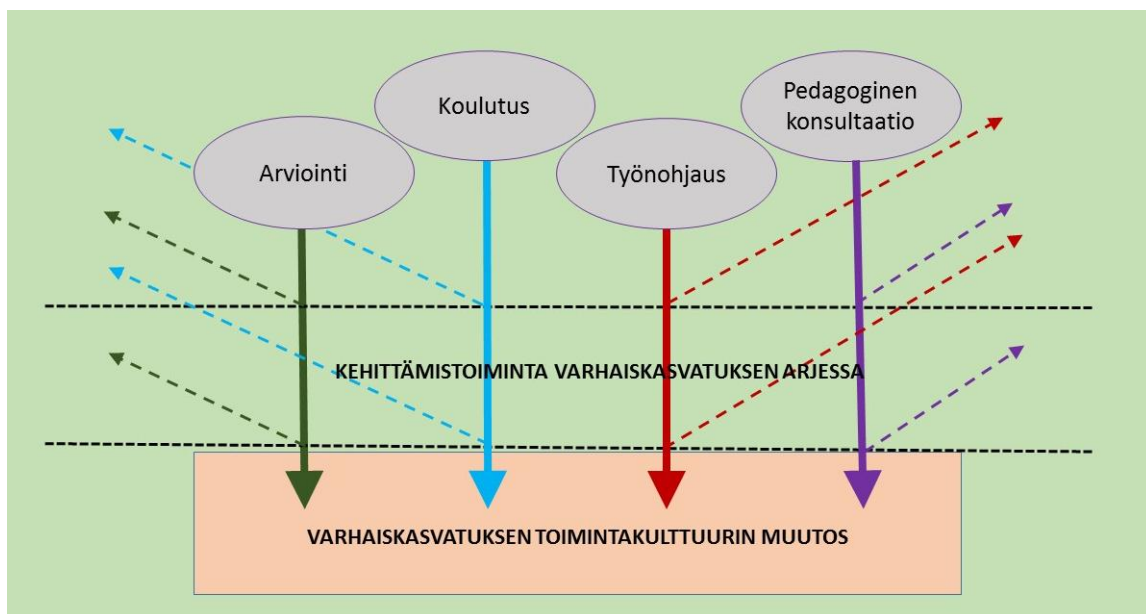 Koulutus
Pedagoginen
konsultaatio
Arviointi
Työnohjaus
KEHITTÄMISTOIMINTA VARHAISKASVATUKSEN ARJESSA
VARHAISKASVATUKSEN TOIMINTAKULTTUURIN MUUTOS